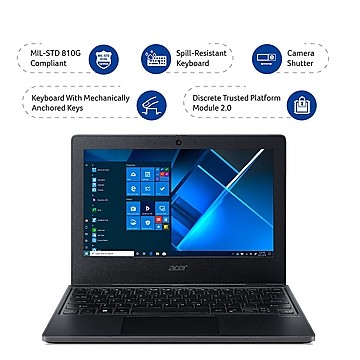 MIL-STD 810G
Compliant
Spill-Resistant
Keyboard
Camera
Shutter
Keyboard With Mechanically
Anchored Keys
Discrete Trusted Platform
Module 2.0
acer